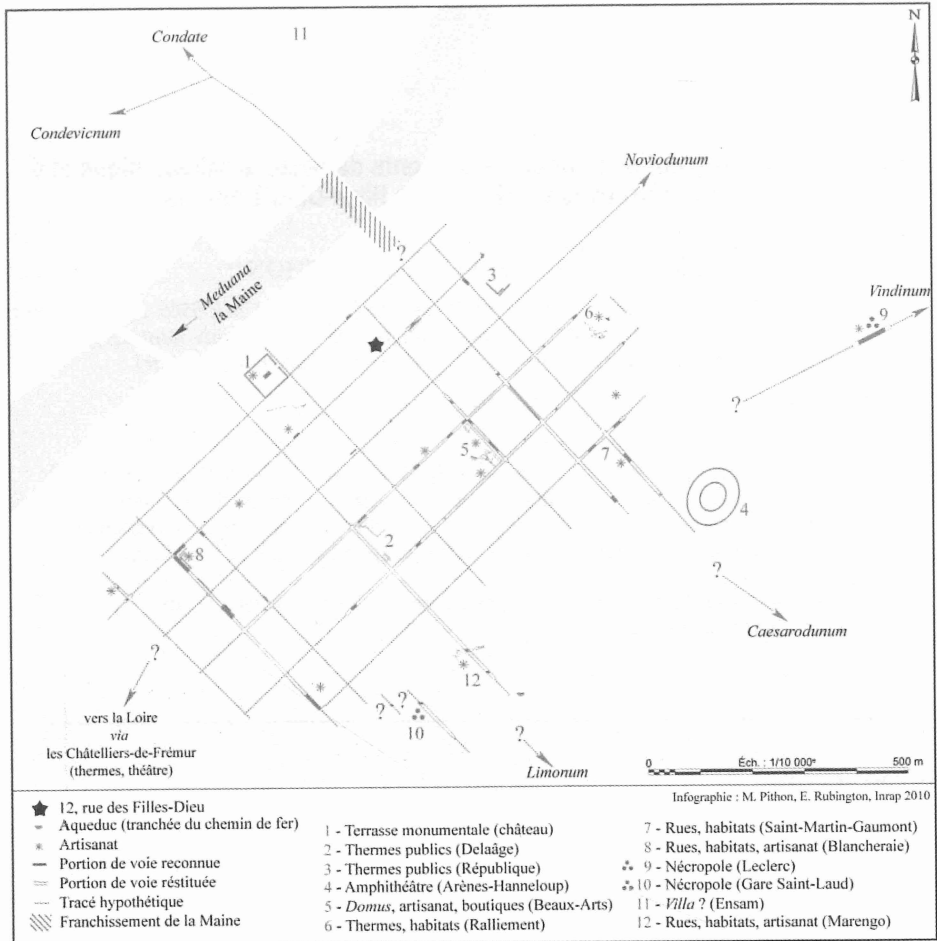 Condate
11
N
Condevicnum
Noviodunum
?
3
Meduana
la Maine
Vindinum
6
9
1
?
5
7
4
2
8
?
Caesarodunum
?
12
? ?
10
?
vers la Loire
via
les Châtelliers-de-Frémur
(thermes, théâtre)
Limonum
0 Éch. : 1/10 000e 500 m
Infographie : M. Pithon, E. Rubington, Inrap 2010
12, rue des Filles-Dieu
Aqueduc (tranchée du chemin de fer)
Artisanat
Portion de voie reconnue
Portion de voie réstituée
Tracé hypothétique
Franchissement de la Maine
1 - Terrasse monumentale (château)
2 - Thermes publics (Delaâge)
3 - Thermes publics (République)
4 - Amphithéâtre (Arènes-Hanneloup)
5 - Domus, artisanat, boutiques (Beaux-Arts)
6 - Thermes, habitats (Ralliement)
7 - Rues, habitats (Saint-Martin-Gaumont)
8 - Rues, habitats, artisanat (Blancheraie)
9 - Nécropole (Leclerc)
10 - Nécropole (Gare Saint-Laud)
11 - Villa ? (Ensam)
12 - Rues, habitats, artisanat (Marengo)